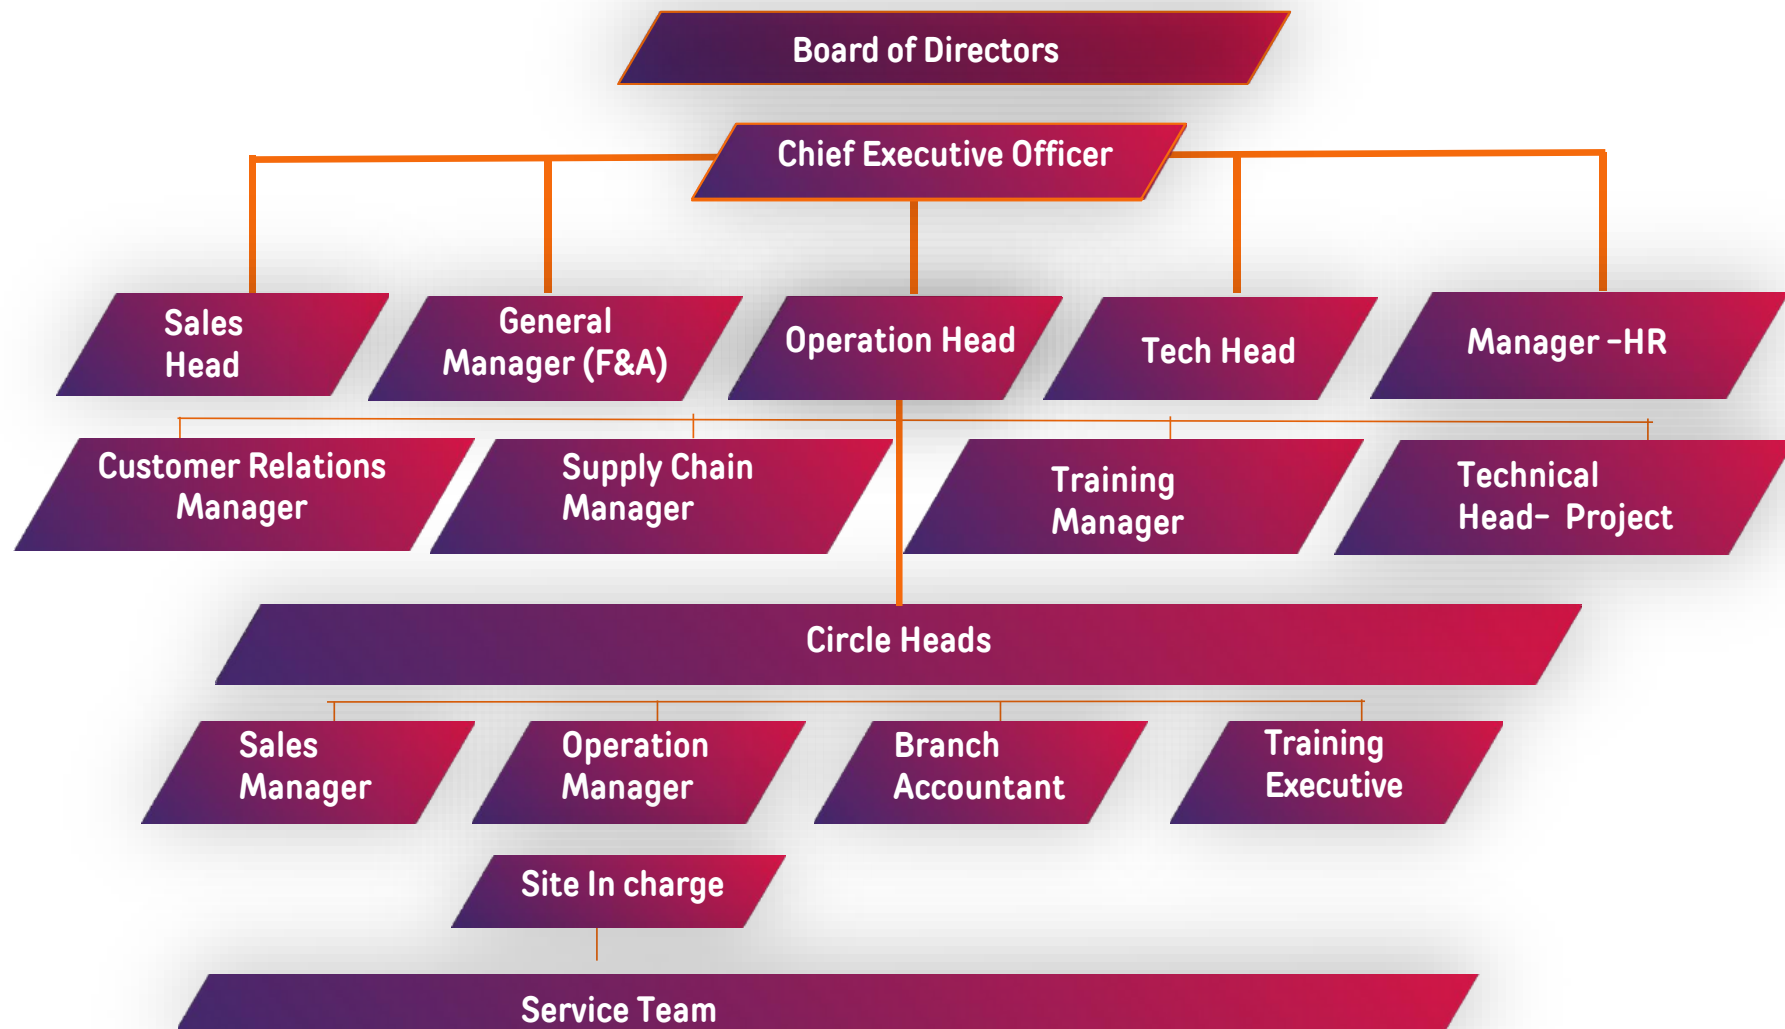 Board of Directors
Chief Executive Officer
Sales
Head
General
Manager (F&A)
Operation Head
Tech Head
Manager -HR
Customer Relations
Manager
Supply Chain
Manager
Training
Manager
Technical
Head- Project
Circle Heads
Sales
Manager
Operation
Manager
Branch
Accountant
Training
Executive
Site In charge
Service Team